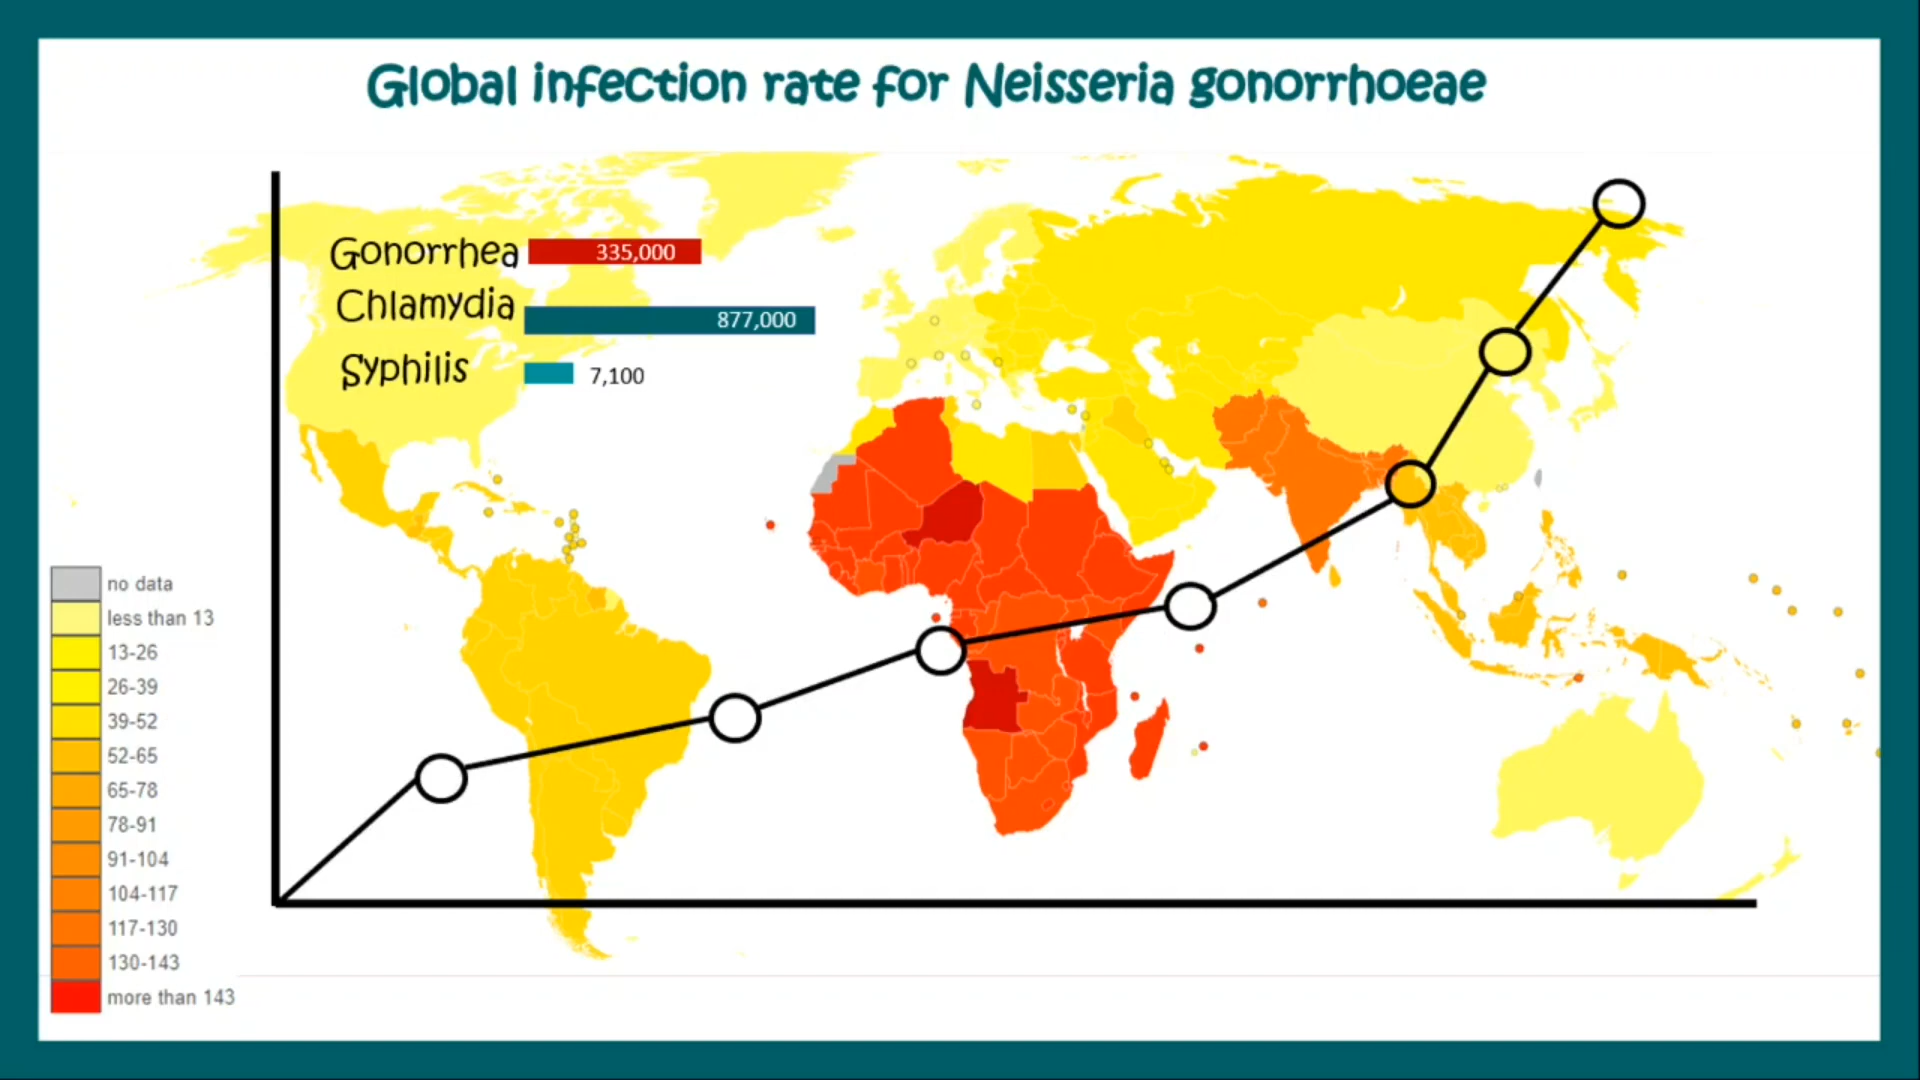 Global infection rate for Neisseria gonorrhoeae
Gonorrhea 335,000
Chlamydia 877,000
Syphilis 7,100
no data
less than 13
13-26
26-39
39-52
52-65
65-78
78-91
91-104
104-117
117-130
130-143
more than 143